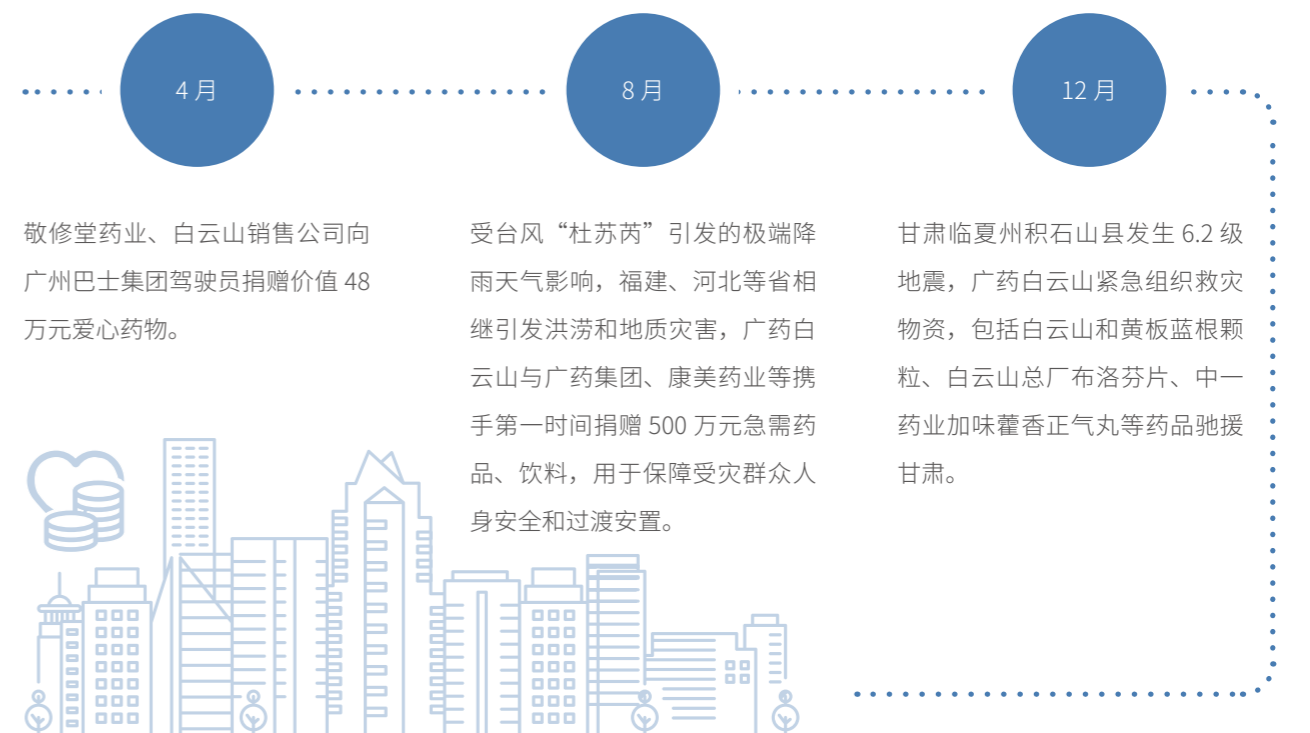 4 月
敬修堂药业、白云山销售公司向
广州巴士集团驾驶员捐赠价值 48
万元爱心药物。
8 月
受台风“杜苏芮”引发的极端降
雨天气影响，福建、河北等省相
继引发洪涝和地质灾害，广药白
云山与广药集团、康美药业等携
手第一时间捐赠 500 万元急需药
品、饮料，用于保障受灾群众人
身安全和过渡安置。
12 月
甘肃临夏州积石山县发生 6.2 级
地震，广药白云山紧急组织救灾
物资，包括白云山和黄板蓝根颗
粒、白云山总厂布洛芬片、中一
药业加味藿香正气丸等药品驰援
甘肃。